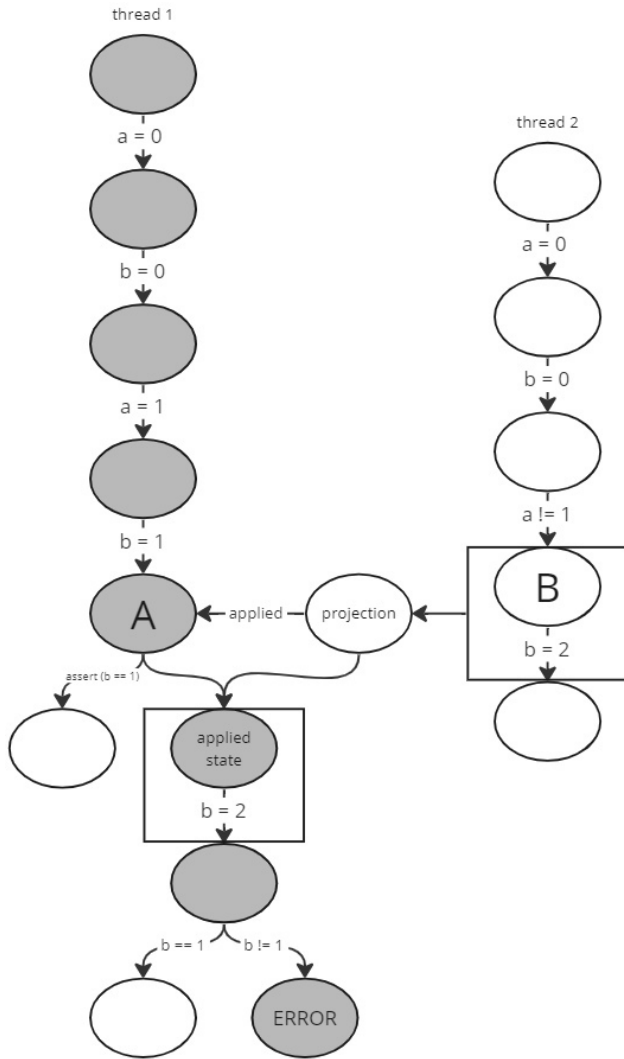 thread 1
a = 0
b = 0
a = 1
b = 1
A
thread 2
a = 0
b = 0
a != 1
B
b = 2
projection
applied
assert (b == 1)
applied
state
b = 2
b == 1
b != 1
ERROR